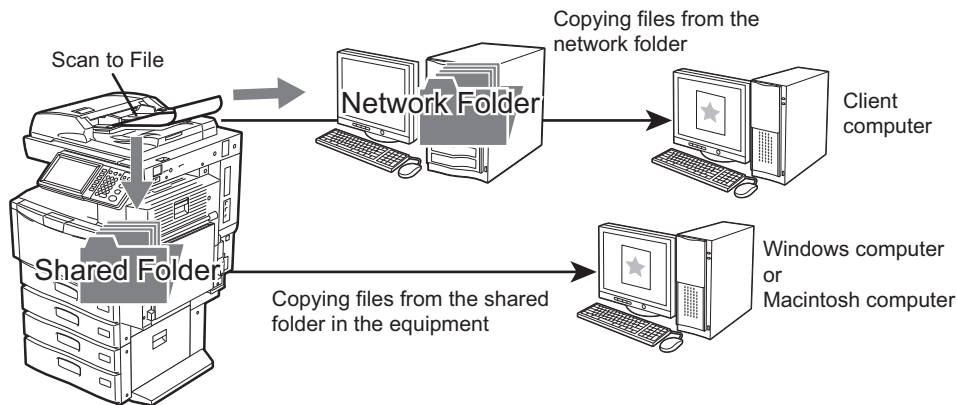 Copying files from the
network folder
Scan to File
Network Folder
Client
computer
Shared Folder
Windows computer
or
Macintosh computer
Copying files from the shared
folder in the equipment